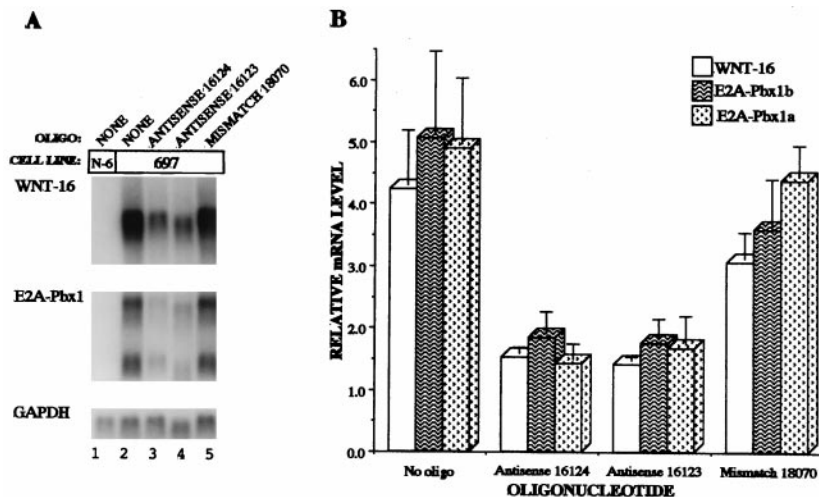 A
OLIGO: NONE NONE ANTISENSE 16124 ANTISENSE 16123 MISMATCH 18070
CELL LINE: N-6 697
WNT-16
E2A-Pbx1
GAPDH
1 2 3 4 5
B
WNT-16
E2A-Pbx1b
E2A-Pbx1a
RELATIVE mRNA LEVEL
6.0
5.0
4.0
3.0
2.0
1.0
0.0
No oligo Antisense 16124 Antisense 16123 Mismatch 18070
OLIGONUCLEOTIDE